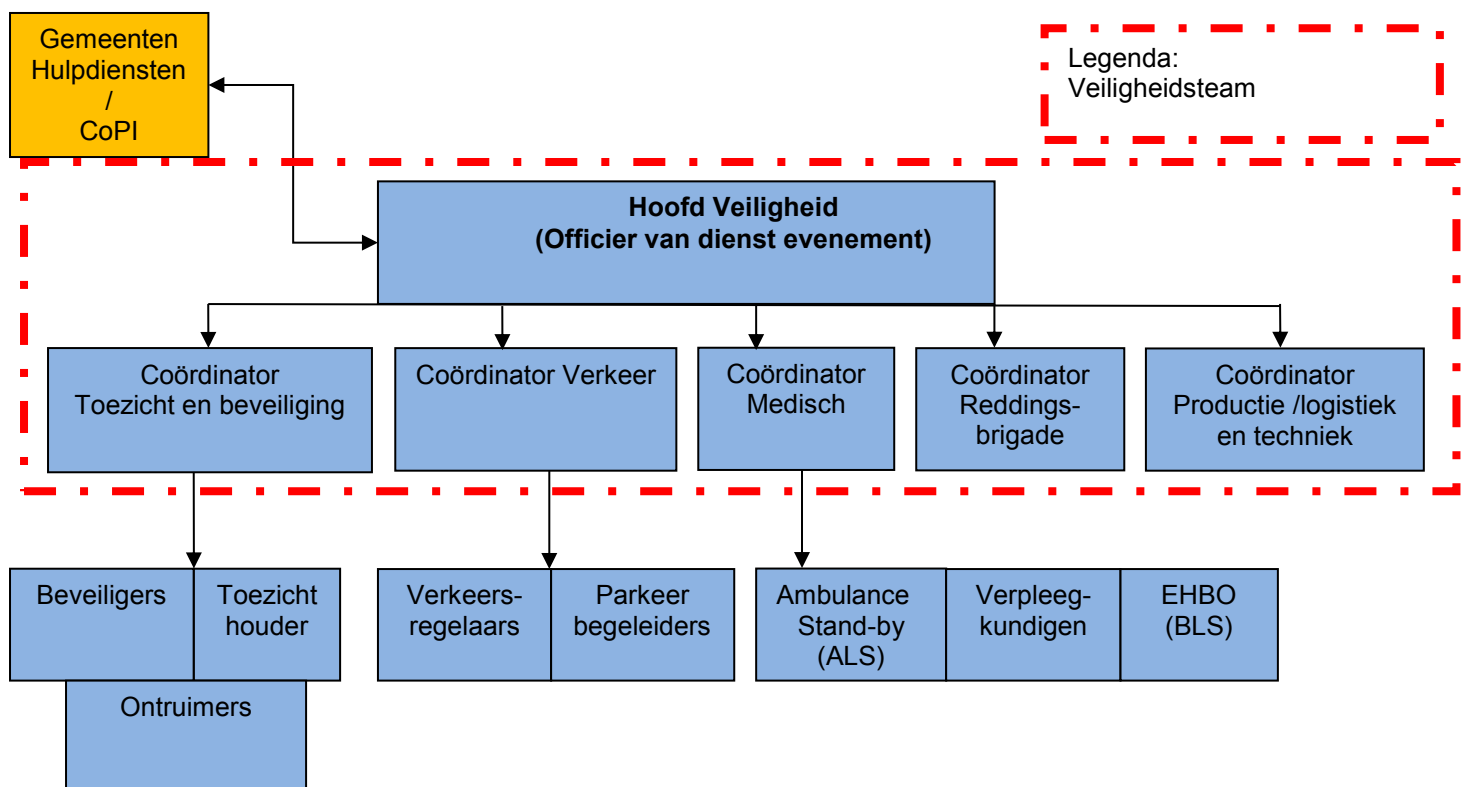 Gemeenten
Hulpdiensten
/
CoPI
Legenda:
Veiligheidsteam
Hoofd Veiligheid
(Officier van dienst evenement)
Coördinator
Toezicht en beveiliging
Coördinator Verkeer
Coördinator
Medisch
Coördinator
Reddings-
brigade
Coördinator
Productie /logistiek
en techniek
Beveiligers
Toezicht
houder
Verkeers-
regelaars
Parkeer
begeleiders
Ambulance
Stand-by
(ALS)
Verpleeg-
kundigen
EHBO
(BLS)
Ontruimers